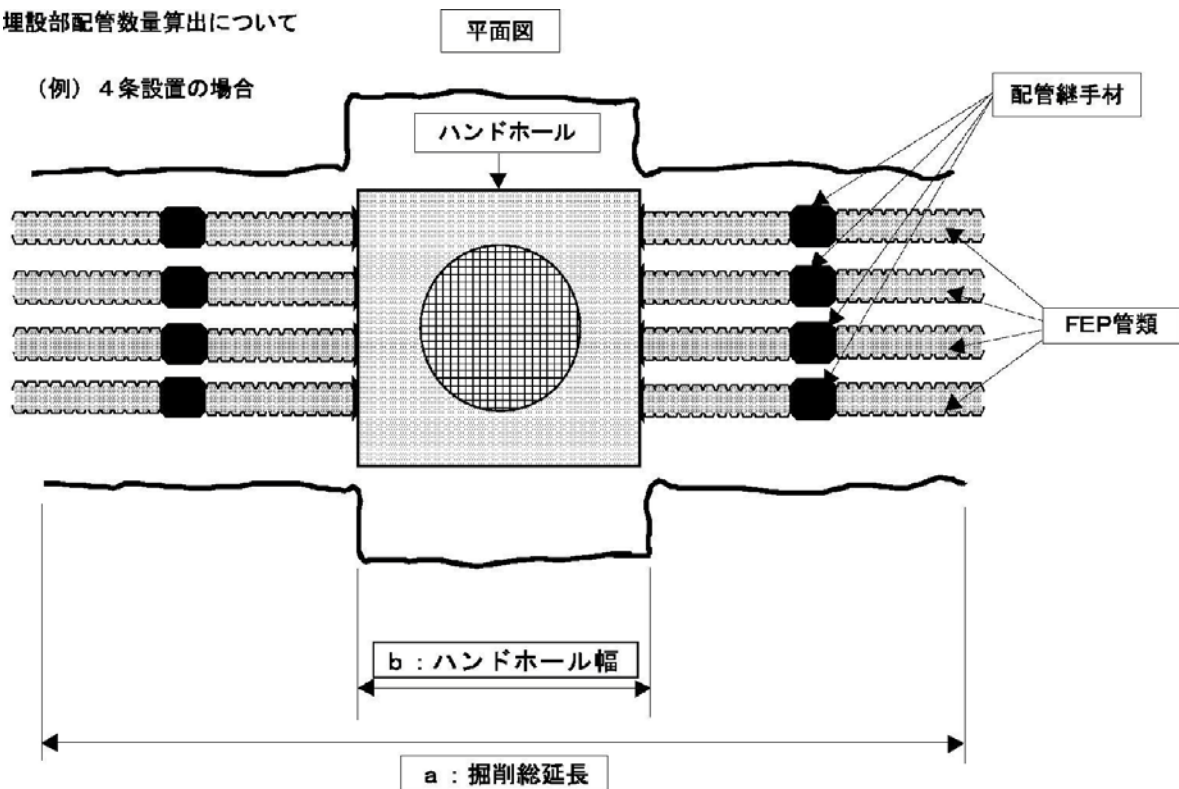 埋設部配管数量算出について
平面図
（例）４条設置の場合
配管継手材
ハンドホール
FEP管類
ｂ：ハンドホール幅
ａ：掘削総延長